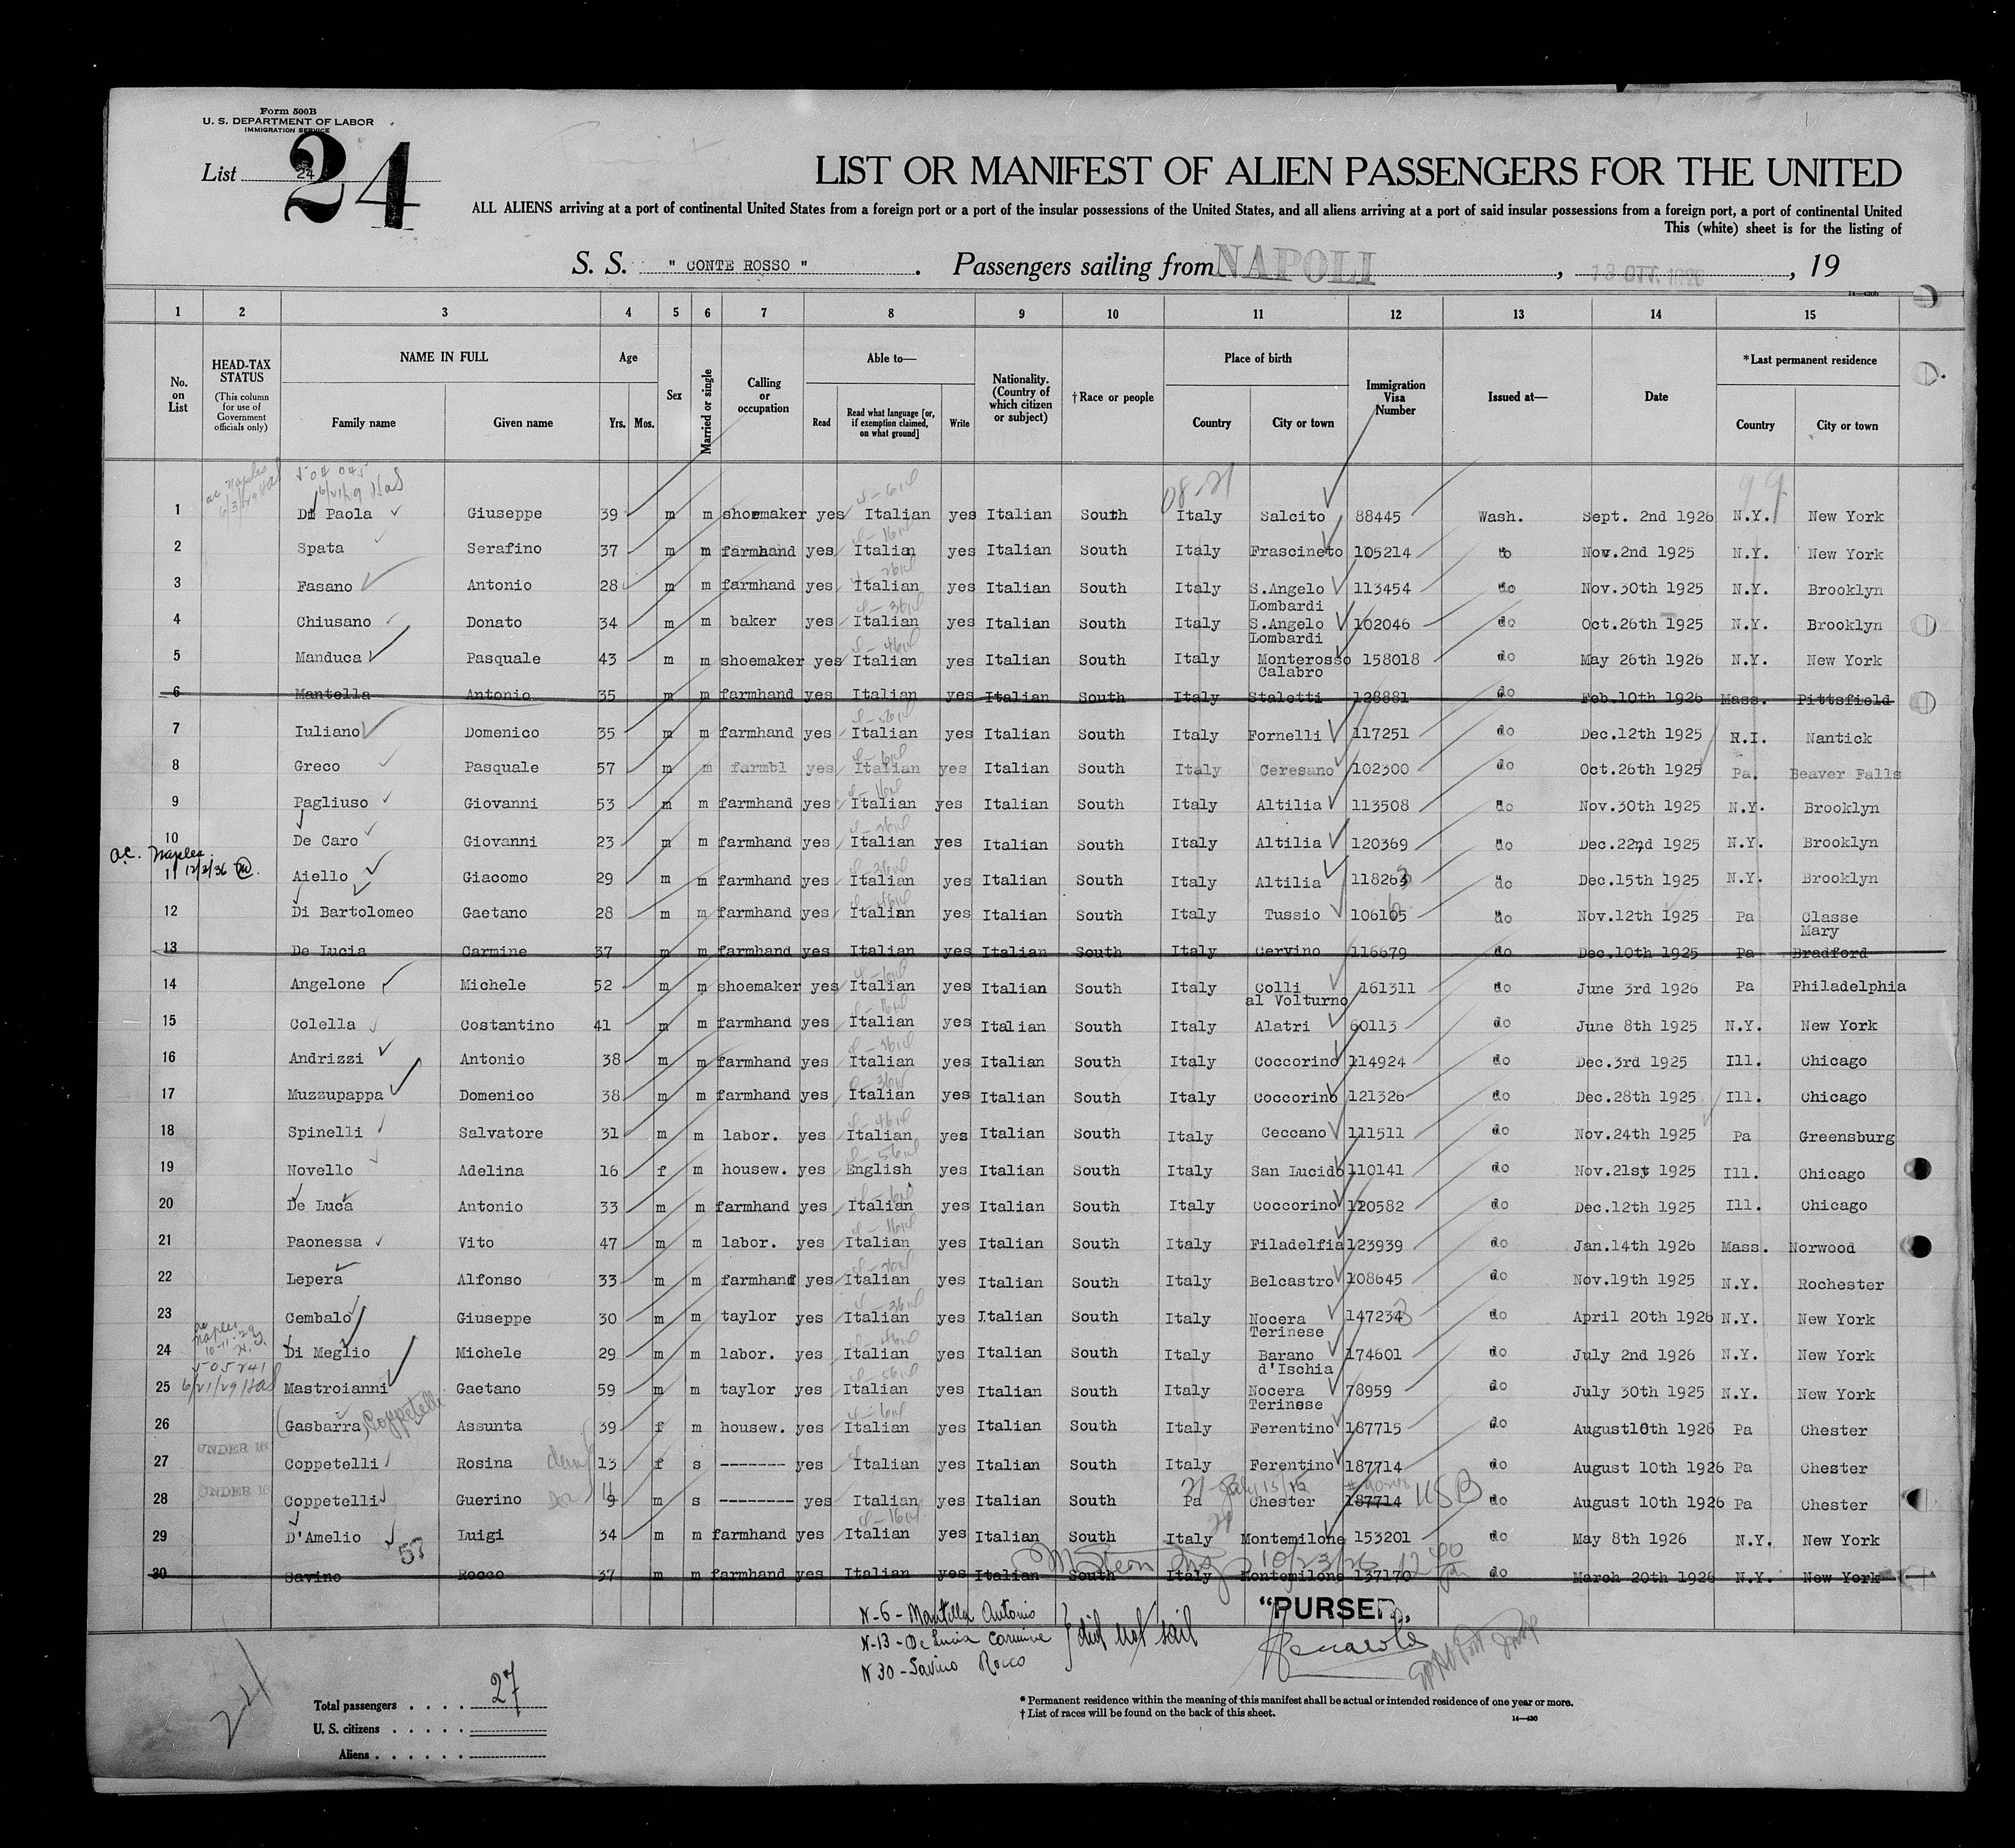 Form 500B
U. S. DEPARTMENT OF LABOR
IMMIGRATION SERVICE
List 24
24
LIST OR MANIFEST OF ALIEN PASSENGERS FOR THE UNITED
ALL ALIENS arriving at a port of continental United States from a foreign port or a port of the insular possessions of the United States, and all aliens arriving at a port of said insular possessions from a foreign port, a port of continental United
This (white) sheet is for the listing of
S. S. " CONTE ROSSO " . Passengers sailing from NAPOLI , 13 OTT. 1926 , 19
1 2 3 4 5 6 7 8 9 10 11 12 13 14 15
No. on List
HEAD-TAX STATUS (This column for use of Government officials only)
NAME IN FULL
Family name Given name
Age
Yrs. Mos.
Sex
Married or single
Calling or occupation
Able to—
Read Read what language [or, if exemption claimed, on what ground] Write
Nationality. (Country of which citizen or subject)
†Race or people
Place of birth
Country City or town
Immigration Visa Number
Issued at—
Date
*Last permanent residence
Country City or town
1 Di Paola Giuseppe 39 m m shoemaker yes Italian yes Italian South Italy Salcito 88445 Wash. Sept. 2nd 1926 N.Y. New York
2 Spata Serafino 37 m m farmhand yes Italian yes Italian South Italy Frascineto 105214 do Nov.2nd 1925 N.Y. New York
3 Fasano Antonio 28 m m farmhand yes Italian yes Italian South Italy S.Angelo Lombardi 113454 do Nov.30th 1925 N.Y. Brooklyn
4 Chiusano Donato 34 m m baker yes Italian yes Italian South Italy S.Angelo Lombardi 102046 do Oct.26th 1925 N.Y. Brooklyn
5 Manduca Pasquale 43 m m shoemaker yes Italian yes Italian South Italy Monterosso Calabro 158018 do May 26th 1926 N.Y. New York
6 Mantella Antonio 35 m m farmhand yes Italian yes Italian South Italy Staletti 128881 do Feb.10th 1926 Mass. Pittsfield
7 Iuliano Domenico 35 m m farmhand yes Italian yes Italian South Italy Fornelli 117251 do Dec.12th 1925 R.I. Nantick
8 Greco Pasquale 57 m m farmbl yes Italian yes Italian South Italy Ceresano 102300 do Oct.26th 1925 Pa. Beaver Falls
9 Pagliuso Giovanni 53 m m farmhand yes Italian yes Italian South Italy Altilia 113508 do Nov.30th 1925 N.Y. Brooklyn
10 De Caro Giovanni 23 m m farmhand yes Italian yes Italian South Italy Altilia 120369 do Dec.22nd 1925 N.Y. Brooklyn
a.c. Naples 12/2/36
11 Aiello Giacomo 29 m m farmhand yes Italian yes Italian South Italy Altilia 118263 do Dec.15th 1925 N.Y. Brooklyn
12 Di Bartolomeo Gaetano 28 m m farmhand yes Italian yes Italian South Italy Tussio 106105 do Nov.12th 1925 Pa Classe Mary
13 De Lucia Carmine 37 m m farmhand yes Italian yes Italian South Italy Cervino 116679 do Dec.10th 1925 Pa Bradford
14 Angelone Michele 52 m m shoemaker yes Italian yes Italian South Italy Colli al Volturno 161311 do June 3rd 1926 Pa Philadelphia
15 Colella Costantino 41 m m farmhand yes Italian yes Italian South Italy Alatri 60113 do June 8th 1925 N.Y. New York
16 Andrizzi Antonio 38 m m farmhand yes Italian yes Italian South Italy Coccorino 114924 do Dec.3rd 1925 Ill. Chicago
17 Muzzupappa Domenico 38 m m farmhand yes Italian yes Italian South Italy Coccorino 121326 do Dec.28th 1925 Ill. Chicago
18 Spinelli Salvatore 31 m m labor. yes Italian yes Italian South Italy Ceccano 111511 do Nov.24th 1925 Pa Greensburg
19 Novello Adelina 16 f m housew. yes English yes Italian South Italy San Lucido 110141 do Nov.21st 1925 Ill. Chicago
20 De Luca Antonio 33 m m farmhand yes Italian yes Italian South Italy Coccorino 120582 do Dec.12th 1925 Ill. Chicago
21 Paonessa Vito 47 m m labor. yes Italian yes Italian South Italy Filadelfia 123939 do Jan.14th 1926 Mass. Norwood
22 Lepera Alfonso 33 m m farmhand yes Italian yes Italian South Italy Belcastro 108645 do Nov.19th 1925 N.Y. Rochester
23 Cembalo Giuseppe 30 m m taylor yes Italian yes Italian South Italy Nocera Terinese 147234 do April 20th 1926 N.Y. New York
24 Di Meglio Michele 29 m m labor. yes Italian yes Italian South Italy Barano d'Ischia 174601 do July 2nd 1926 N.Y. New York
25 Mastroianni Gaetano 59 m m taylor yes Italian yes Italian South Italy Nocera Terinese 78959 do July 30th 1925 N.Y. New York
26 (Gasbarra) Coppetelli Assunta 39 f m housew. yes Italian yes Italian South Italy Ferentino 187715 do August10th 1926 Pa Chester
UNDER 16
27 Coppetelli Rosina 13 f s ------- yes Italian yes Italian South Italy Ferentino 187714 do August 10th 1926 Pa Chester
UNDER 16
28 Coppetelli Guerino 11 9 m s -------- yes Italian yes Italian South Pa Chester 187714 USB do August 10th 1926 Pa Chester
29 D'Amelio Luigi 34 m m farmhand yes Italian yes Italian South Italy Montemilone 153201 do May 8th 1926 N.Y. New York
30 Savino Rocco 37 m m farmhand yes Italian yes Italian South Italy Montemilone 137170 do March 20th 1926 N.Y. New York
10/23/26
N-6 - Mantella Antonio
N-13 - De Lucia Carmine } did not sail
N 30 - Savino Rocco
"PURSER,
Total passengers . . . . 27
U. S. citizens . . . . .
Aliens . . . . . .
* Permanent residence within the meaning of this manifest shall be actual or intended residence of one year or more.
† List of races will be found on the back of this sheet.
14—430